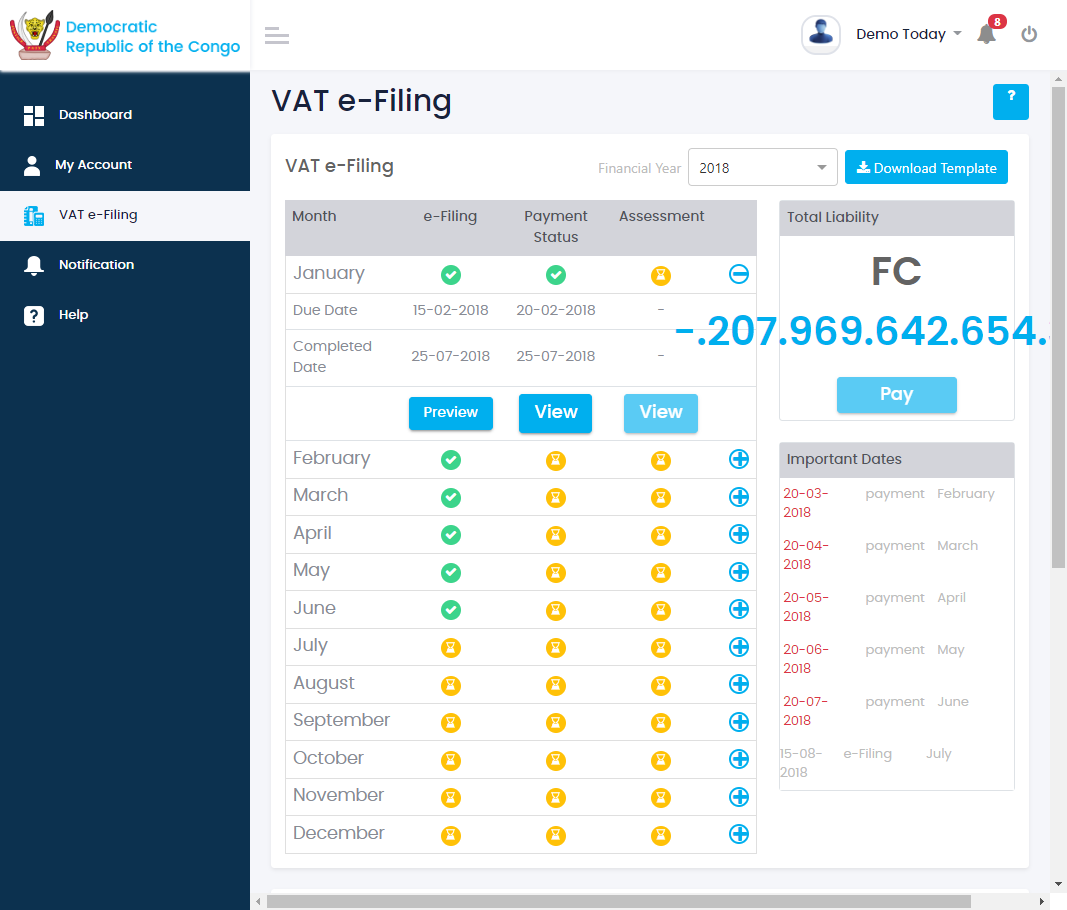 Democratic
Republic of the Congo
Demo Today
8
Dashboard
My Account
VAT e-Filing
Notification
Help
VAT e-Filing
?
VAT e-Filing
Financial Year
2018
Download Template
Month e-Filing Payment Status Assessment
January
Due Date 15-02-2018 20-02-2018 -
Completed Date 25-07-2018 25-07-2018 -
Preview View View
February
March
April
May
June
July
August
September
October
November
December
Total Liability
FC
-.207.969.642.654.
Pay
Important Dates
20-03-2018 payment February
20-04-2018 payment March
20-05-2018 payment April
20-06-2018 payment May
20-07-2018 payment June
15-08-2018 e-Filing July